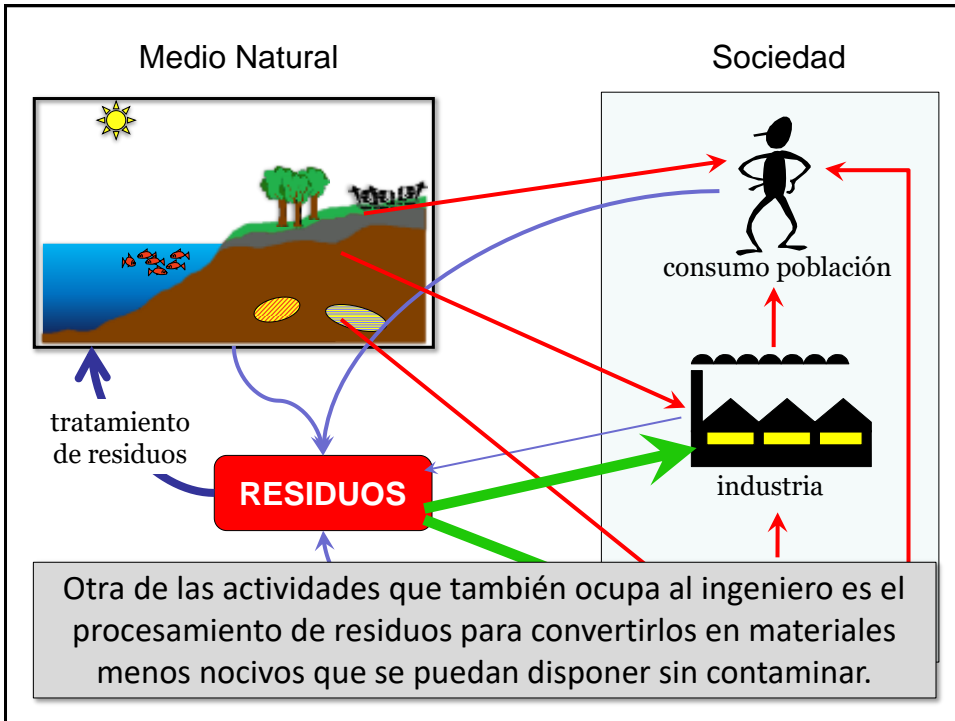 Medio Natural
Sociedad
consumo población
tratamiento
de residuos
RESIDUOS
industria
Otra de las actividades que también ocupa al ingeniero es el
procesamiento de residuos para convertirlos en materiales
menos nocivos que se puedan disponer sin contaminar.